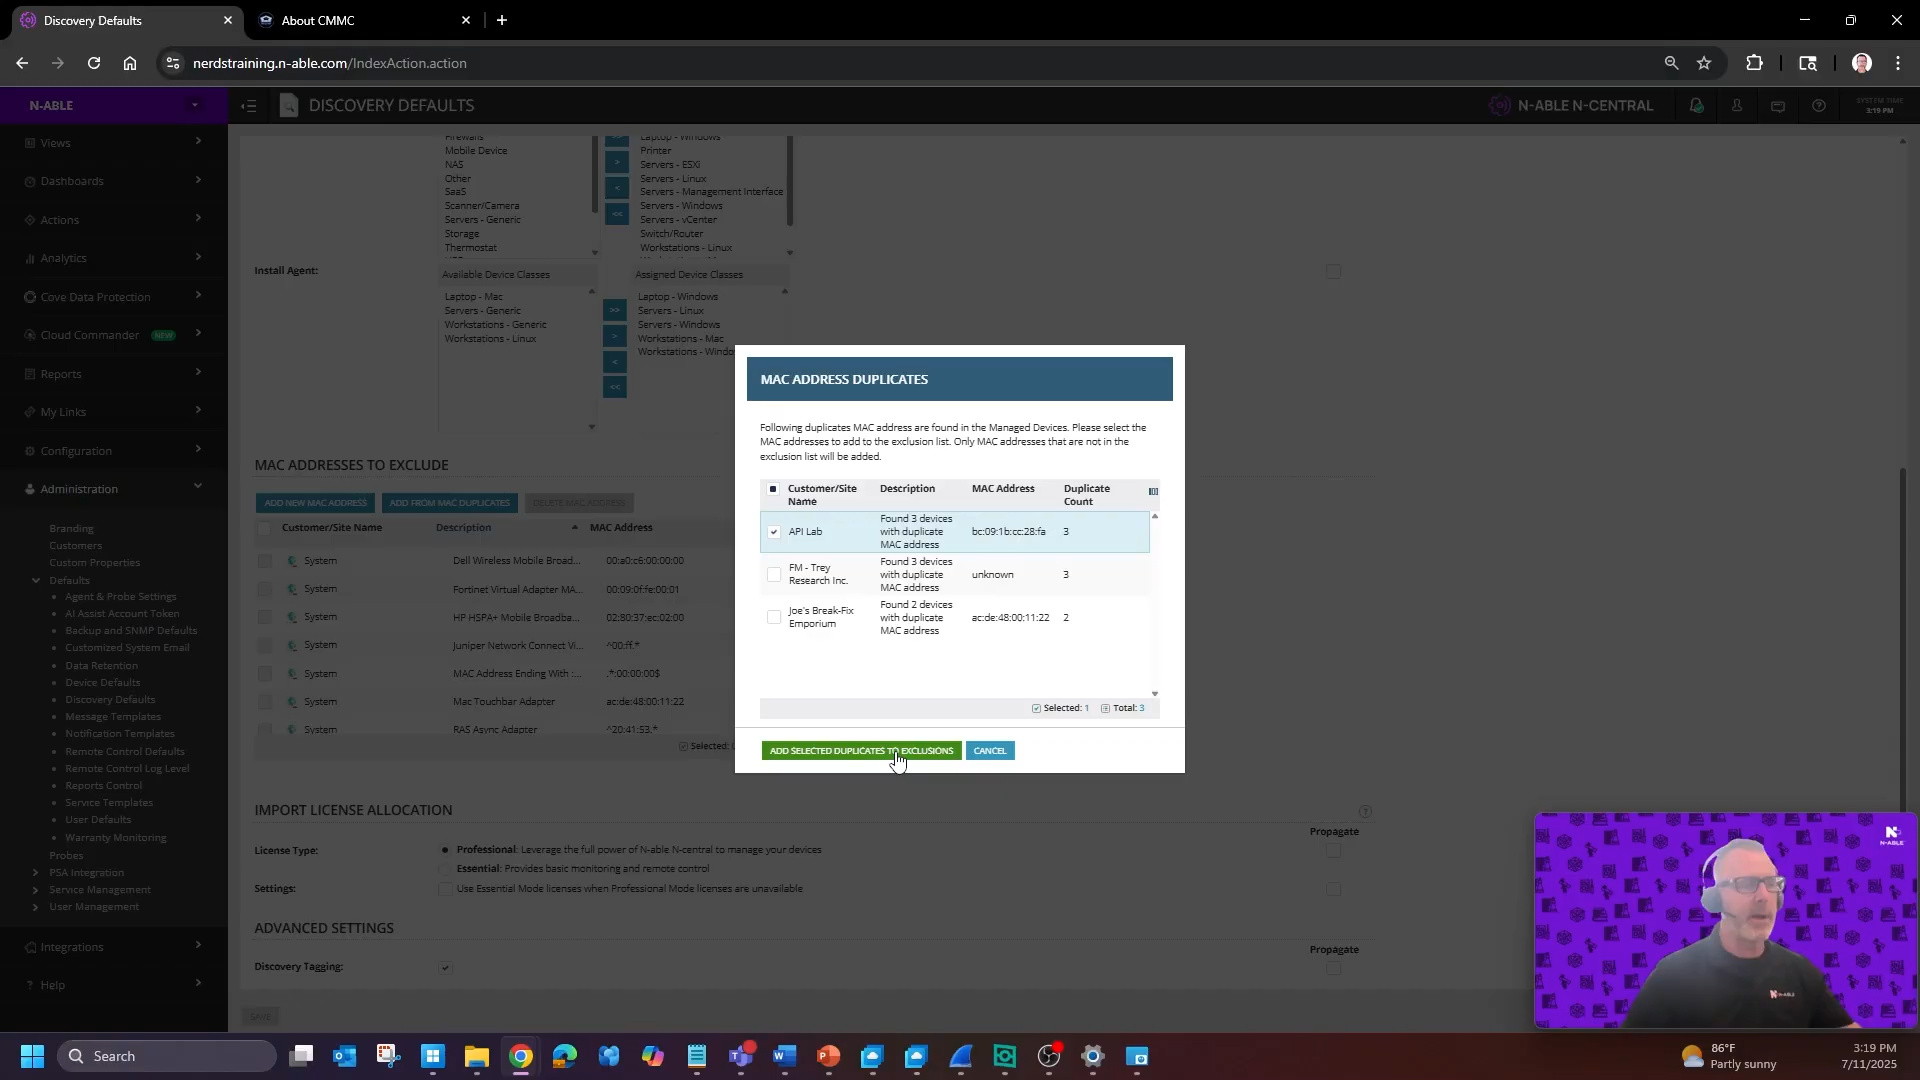 Discovery Defaults
About CMMC
nerdstraining.n-able.com/IndexAction.action
N-ABLE
DISCOVERY DEFAULTS
N-ABLE N-CENTRAL
SYSTEM TIME
3:19 PM
Views
Dashboards
Actions
Analytics
Cove Data Protection
Cloud Commander NEW
Reports
My Links
Configuration
Administration
Branding
Customers
Custom Properties
Defaults
Agent & Probe Settings
AI Assist Account Token
Backup and SNMP Defaults
Customized System Email
Data Retention
Device Defaults
Discovery Defaults
Message Templates
Notification Templates
Remote Control Defaults
Remote Control Log Level
Reports Control
Service Templates
User Defaults
Warranty Monitoring
Probes
PSA Integration
Service Management
User Management
Integrations
Help
Firewalls
Mobile Device
NAS
Other
SaaS
Scanner/Camera
Servers - Generic
Storage
Thermostat
>
<
<<
Laptop - Windows
Printer
Servers - ESXi
Servers - Linux
Servers - Management Interface
Servers - Windows
Servers - vCenter
Switch/Router
Workstations - Linux
Install Agent:
Available Device Classes
Assigned Device Classes
Laptop - Mac
Servers - Generic
Workstations - Generic
Workstations - Linux
>>
>
<
<<
Laptop - Windows
Servers - Linux
Servers - Windows
Workstations - Mac
Workstations - Windo
MAC ADDRESSES TO EXCLUDE
ADD NEW MAC ADDRESS
ADD FROM MAC DUPLICATES
DELETE MAC ADDRESS
Customer/Site Name Description MAC Address
System Dell Wireless Mobile Broad... 00:a0:c6:00:00:00
System Fortinet Virtual Adapter MA... 00:09:0f:fe:00:01
System HP HSPA+ Mobile Broadba... 02:80:37:ec:02:00
System Juniper Network Connect Vi... ^00:ff.*
System MAC Address Ending With :... .*:00:00:00$
System Mac Touchbar Adapter ac:de:48:00:11:22
System RAS Async Adapter ^20:41:53.*
Selected:
MAC ADDRESS DUPLICATES
Following duplicates MAC address are found in the Managed Devices. Please select the
MAC addresses to add to the exclusion list. Only MAC addresses that are not in the
exclusion list will be added.
Customer/Site Name Description MAC Address Duplicate Count
API Lab Found 3 devices with duplicate MAC address bc:09:1b:cc:28:fa 3
FM - Trey Research Inc. Found 3 devices with duplicate MAC address unknown 3
Joe's Break-Fix Emporium Found 2 devices with duplicate MAC address ac:de:48:00:11:22 2
Selected: 1 Total: 3
ADD SELECTED DUPLICATES TO EXCLUSIONS
CANCEL
IMPORT LICENSE ALLOCATION
Propagate
License Type:
Professional: Leverage the full power of N-able N-central to manage your devices
Essential: Provides basic monitoring and remote control
Settings:
Use Essential Mode licenses when Professional Mode licenses are unavailable
ADVANCED SETTINGS
Propagate
Discovery Tagging:
SAVE
N-ABLE
N-ABLE
Search
86°F
Partly sunny
3:19 PM
7/11/2025